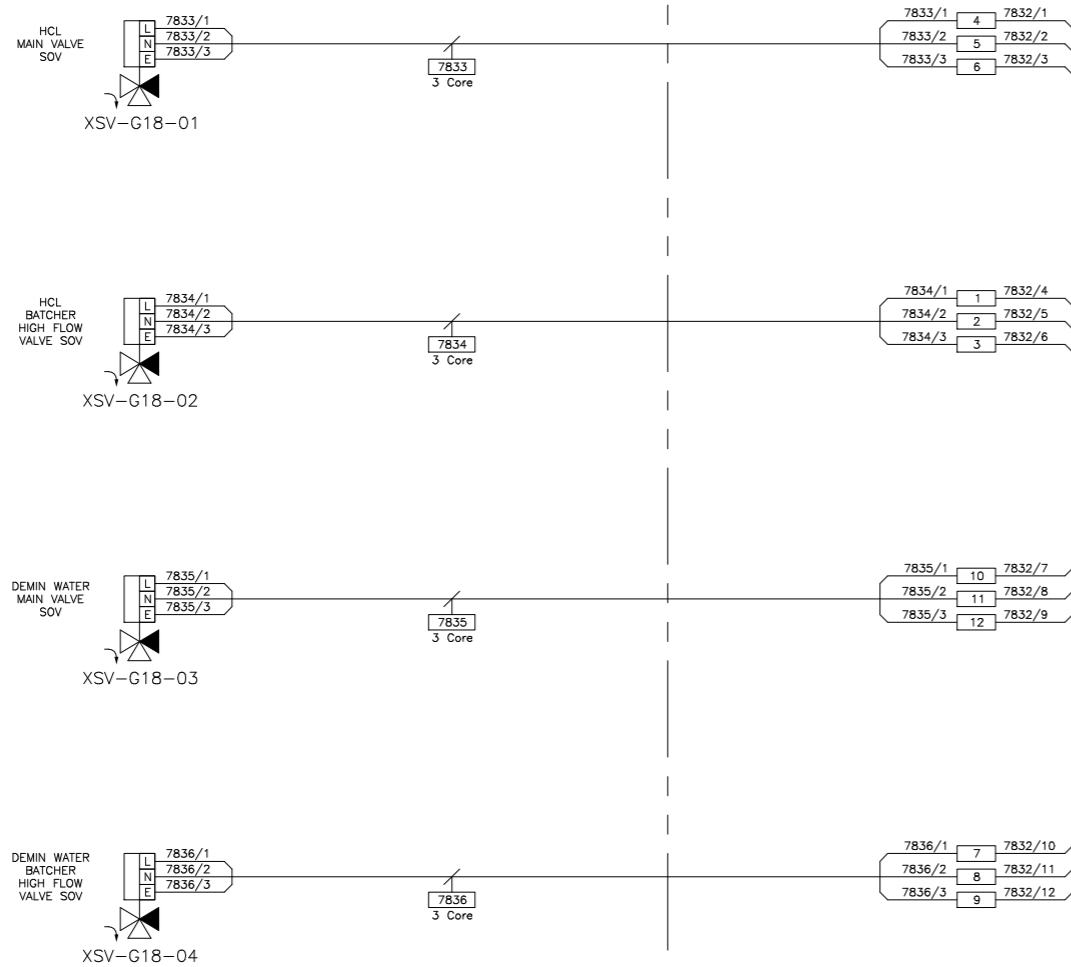 HCL
MAIN VALVE
SOV
L
N
E
7833/1
7833/2
7833/3
XSV-G18-01
7833
3 Core
7833/1 4 7832/1
7833/2 5 7832/2
7833/3 6 7832/3
HCL
BATCHER
HIGH FLOW
VALVE SOV
L
N
E
7834/1
7834/2
7834/3
XSV-G18-02
7834
3 Core
7834/1 1 7832/4
7834/2 2 7832/5
7834/3 3 7832/6
DEMIN WATER
MAIN VALVE
SOV
L
N
E
7835/1
7835/2
7835/3
XSV-G18-03
7835
3 Core
7835/1 10 7832/7
7835/2 11 7832/8
7835/3 12 7832/9
DEMIN WATER
BATCHER
HIGH FLOW
VALVE SOV
L
N
E
7836/1
7836/2
7836/3
XSV-G18-04
7836
3 Core
7836/1 7 7832/10
7836/2 8 7832/11
7836/3 9 7832/12